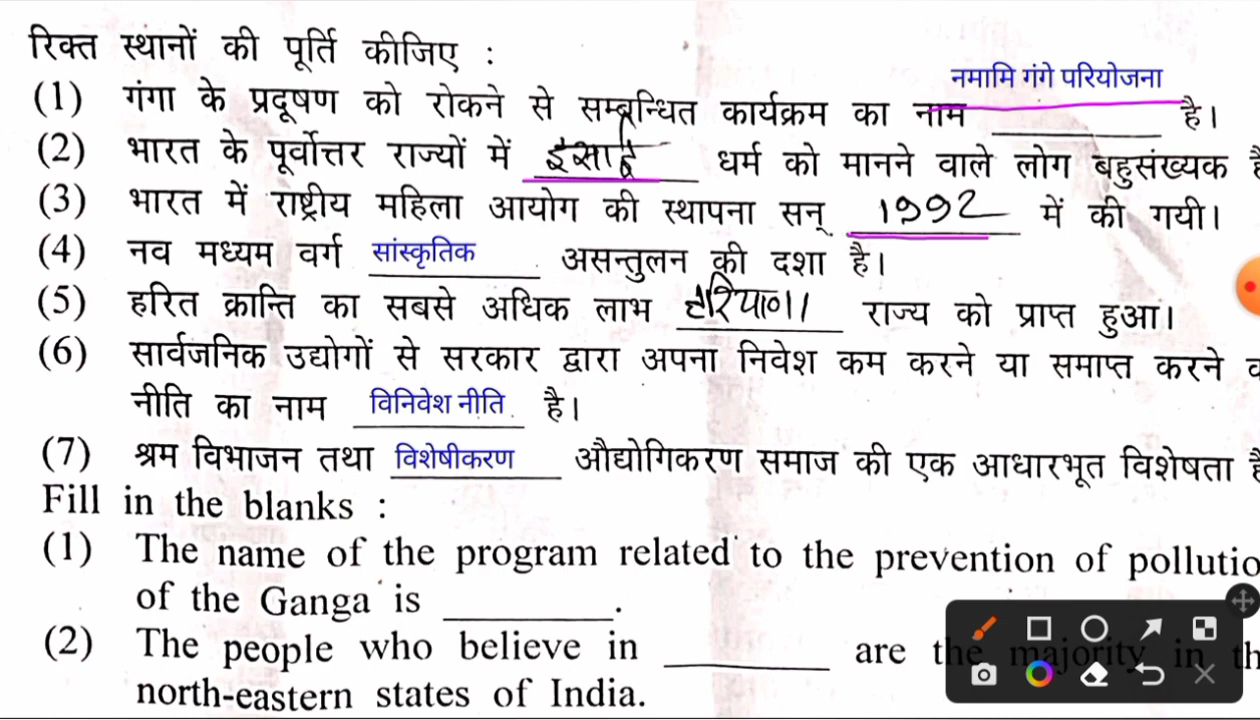 रिक्त स्थानों की पूर्ति कीजिए :
नमामि गंगे परियोजना
(1) गंगा के प्रदूषण को रोकने से सम्बन्धित कार्यक्रम का नाम ________ है।
(2) भारत के पूर्वोत्तर राज्यों में ईसाई धर्म को मानने वाले लोग बहुसंख्यक
(3) भारत में राष्ट्रीय महिला आयोग की स्थापना सन् 1992 में की गयी।
(4) नव मध्यम वर्ग सांस्कृतिक असन्तुलन की दशा है।
(5) हरित क्रान्ति का सबसे अधिक लाभ हरियाणा राज्य को प्राप्त हुआ।
(6) सार्वजनिक उद्योगों से सरकार द्वारा अपना निवेश कम करने या समाप्त करने
नीति का नाम विनिवेश नीति है।
(7) श्रम विभाजन तथा विशेषीकरण औद्योगिकरण समाज की एक आधारभूत विशेषता
Fill in the blanks :
(1) The name of the program related to the prevention of pollutio
of the Ganga is ________.
(2) The people who believe in ________ are the majority in th
north-eastern states of India.